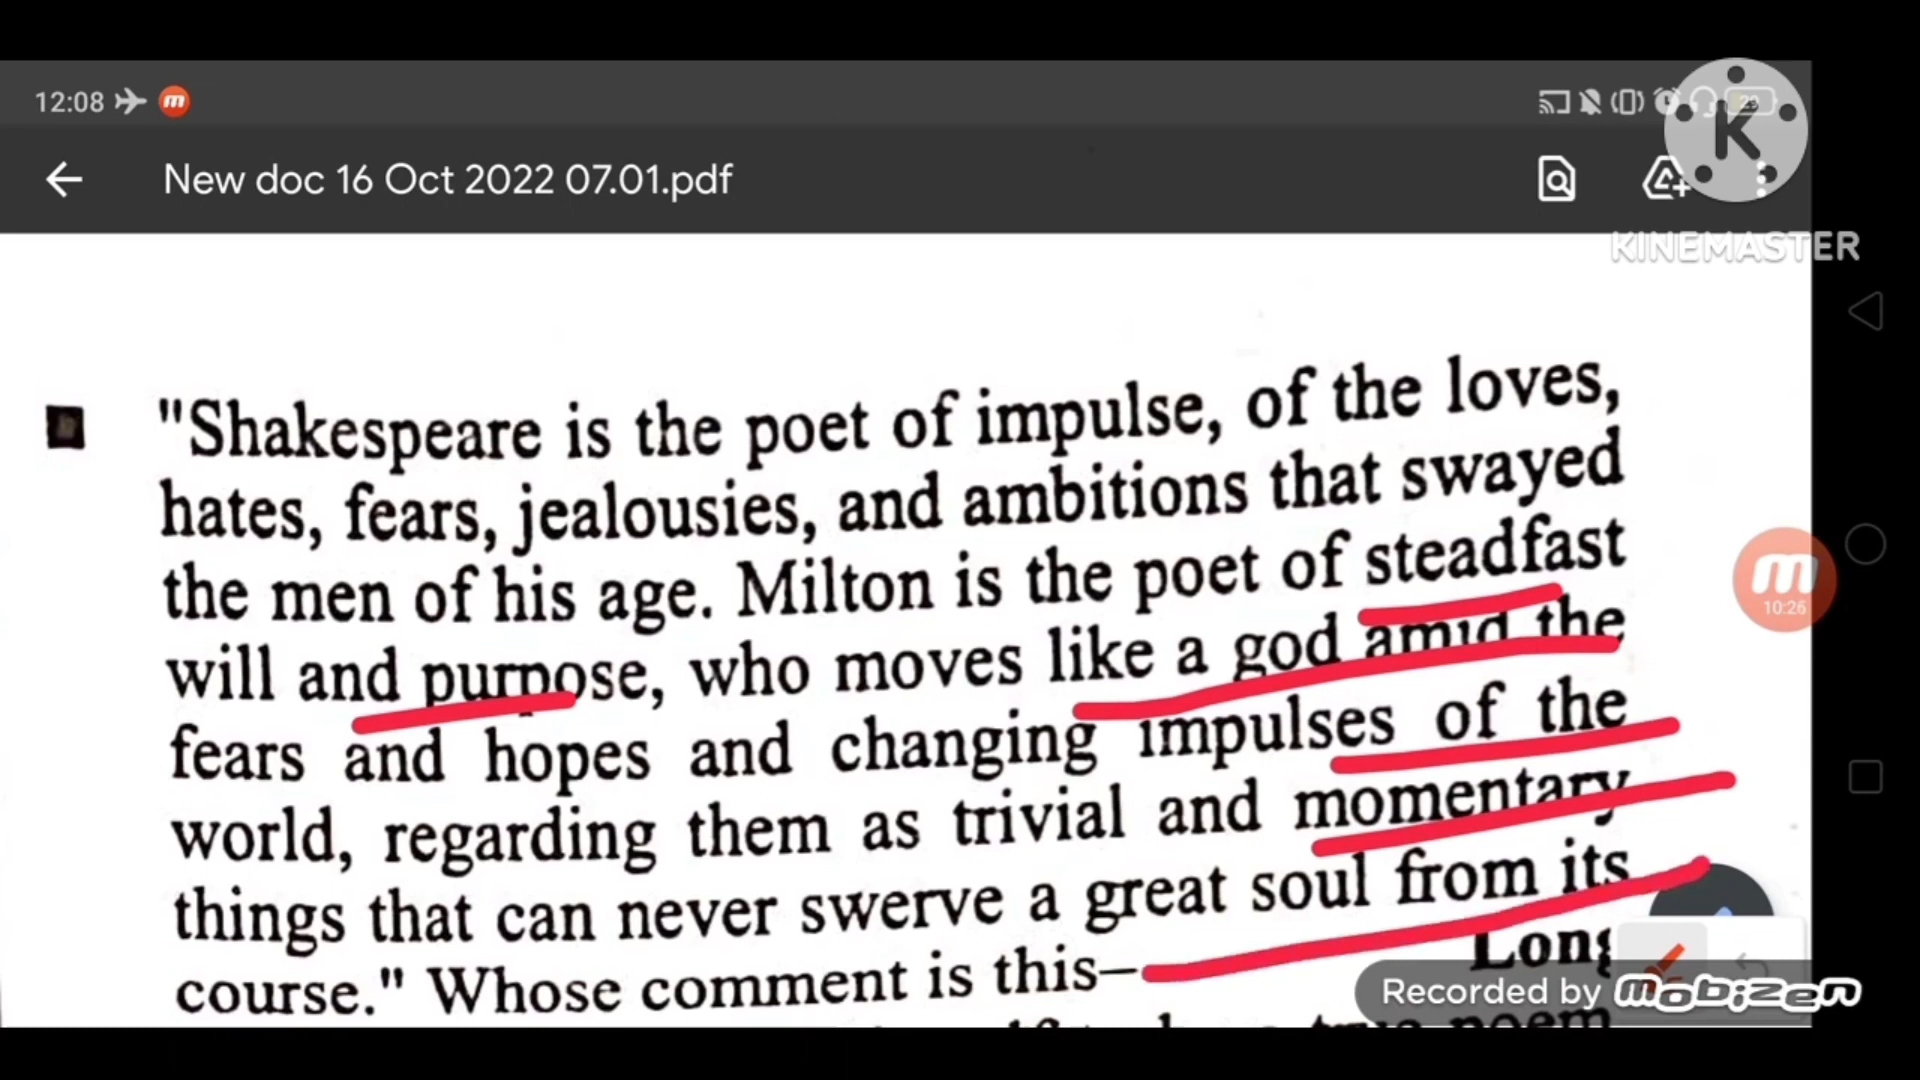 12:08
23
New doc 16 Oct 2022 07.01.pdf
K
KINEMASTER
"Shakespeare is the poet of impulse, of the loves,
hates, fears, jealousies, and ambitions that swayed
the men of his age. Milton is the poet of steadfast
will and purpose, who moves like a god amid the
fears and hopes and changing impulses of the
world, regarding them as trivial and momentary
things that can never swerve a great soul from its
course." Whose comment is this–
Long
10:26
Recorded by mobizen
poem